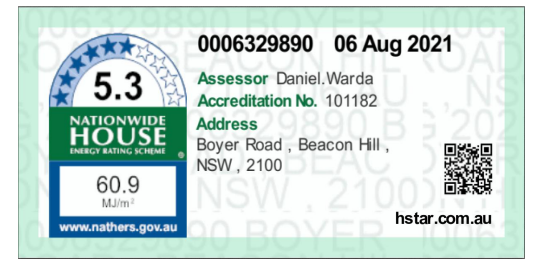 0006329890 06 Aug 2021
5.3
NATIONWIDE
HOUSE
ENERGY RATING SCHEME
60.9
MJ/m²
www.nathers.gov.au
Assessor Daniel.Warda
Accreditation No. 101182
Address
Boyer Road , Beacon Hill ,
NSW , 2100
hstar.com.au